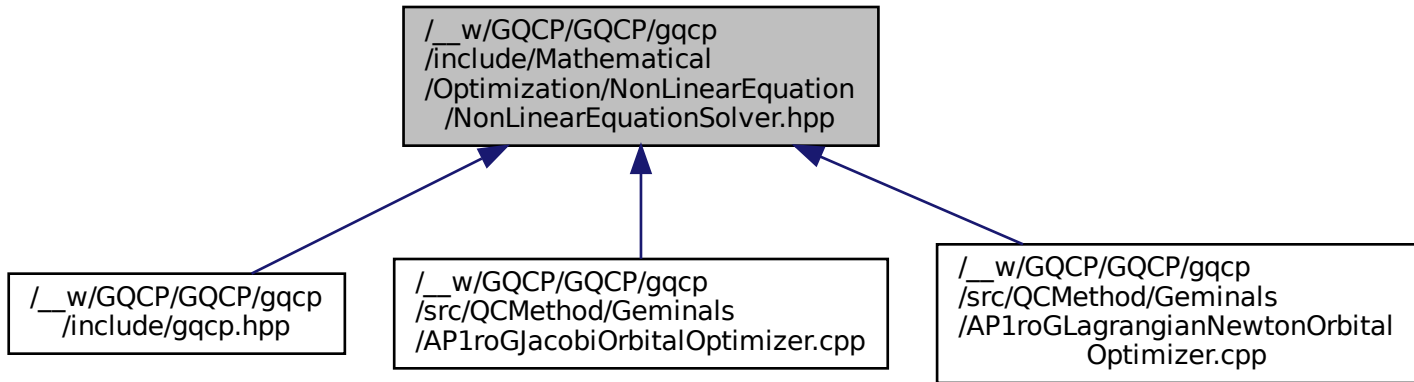 /__w/GQCP/GQCP/gqcp
/include/Mathematical
/Optimization/NonLinearEquation
/NonLinearEquationSolver.hpp
/__w/GQCP/GQCP/gqcp
/include/gqcp.hpp
/__w/GQCP/GQCP/gqcp
/src/QCMethod/Geminals
/AP1roGJacobiOrbitalOptimizer.cpp
/__w/GQCP/GQCP/gqcp
/src/QCMethod/Geminals
/AP1roGLagrangianNewtonOrbital
Optimizer.cpp